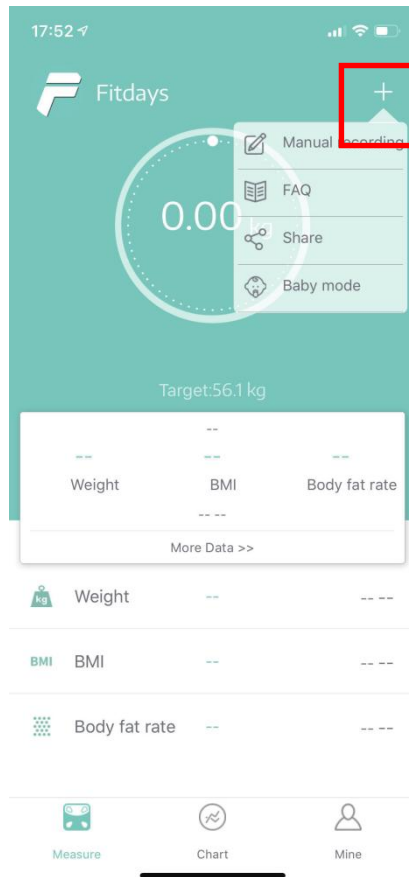 17:52
Fitdays
+
Manual recording
FAQ
0.00 kg
Share
Baby mode
Target:56.1 kg
--
-- -- --
Weight BMI Body fat rate
-- --
More Data >>
kg Weight -- -- --
BMI BMI -- -- --
Body fat rate -- -- --
Measure Chart Mine